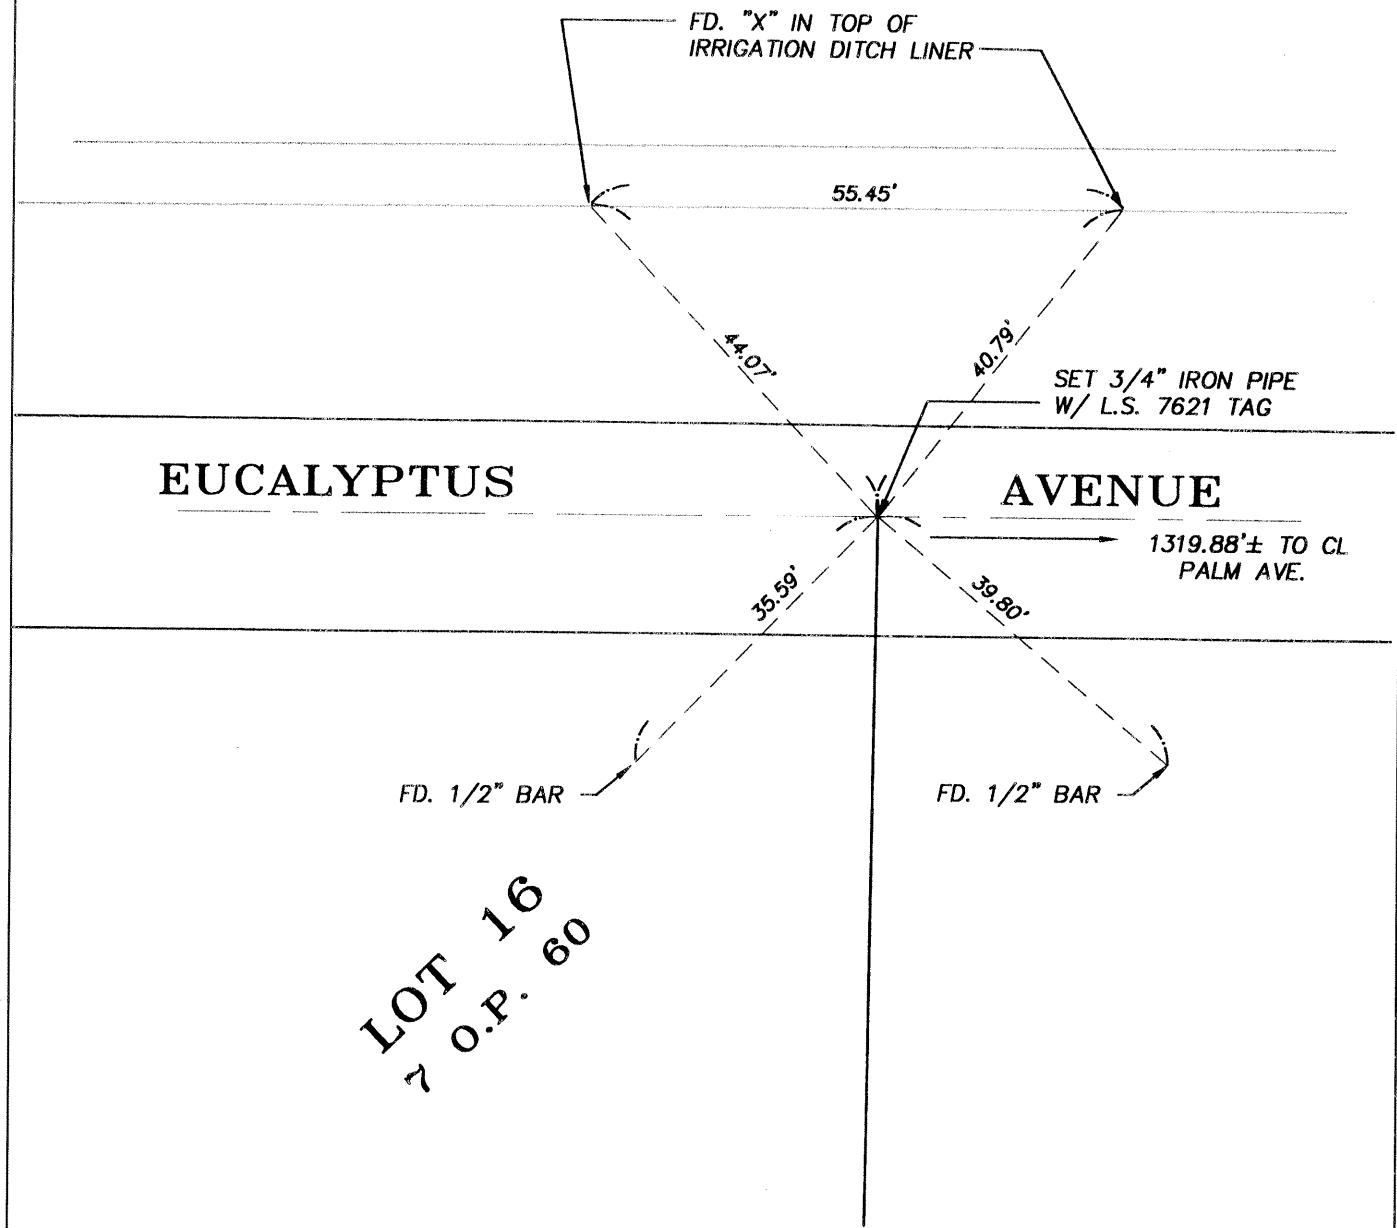 FD. "X" IN TOP OF
IRRIGATION DITCH LINER
55.45'
44.07'
40.79'
SET 3/4" IRON PIPE
W/ L.S. 7621 TAG
EUCALYPTUS AVENUE
1319.88'± TO CL
PALM AVE.
35.59'
39.80'
FD. 1/2" BAR
FD. 1/2" BAR
LOT 16
7 O.P. 60